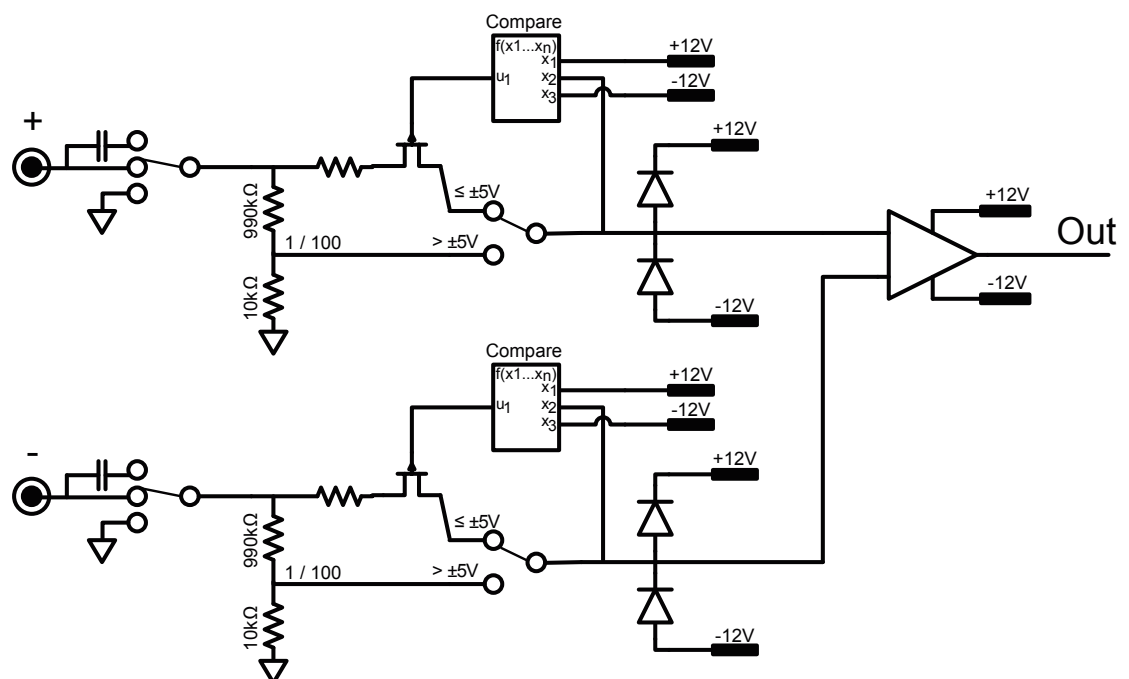 Compare
f(x1...xn)
u1
x1
x2
x3
+12V
-12V
+
+12V
≤ ±5V
990kΩ
1 / 100
> ±5V
10kΩ
-12V
+12V
Out
-12V
Compare
f(x1...xn)
u1
x1
x2
x3
+12V
-12V
-
+12V
≤ ±5V
990kΩ
1 / 100
> ±5V
10kΩ
-12V